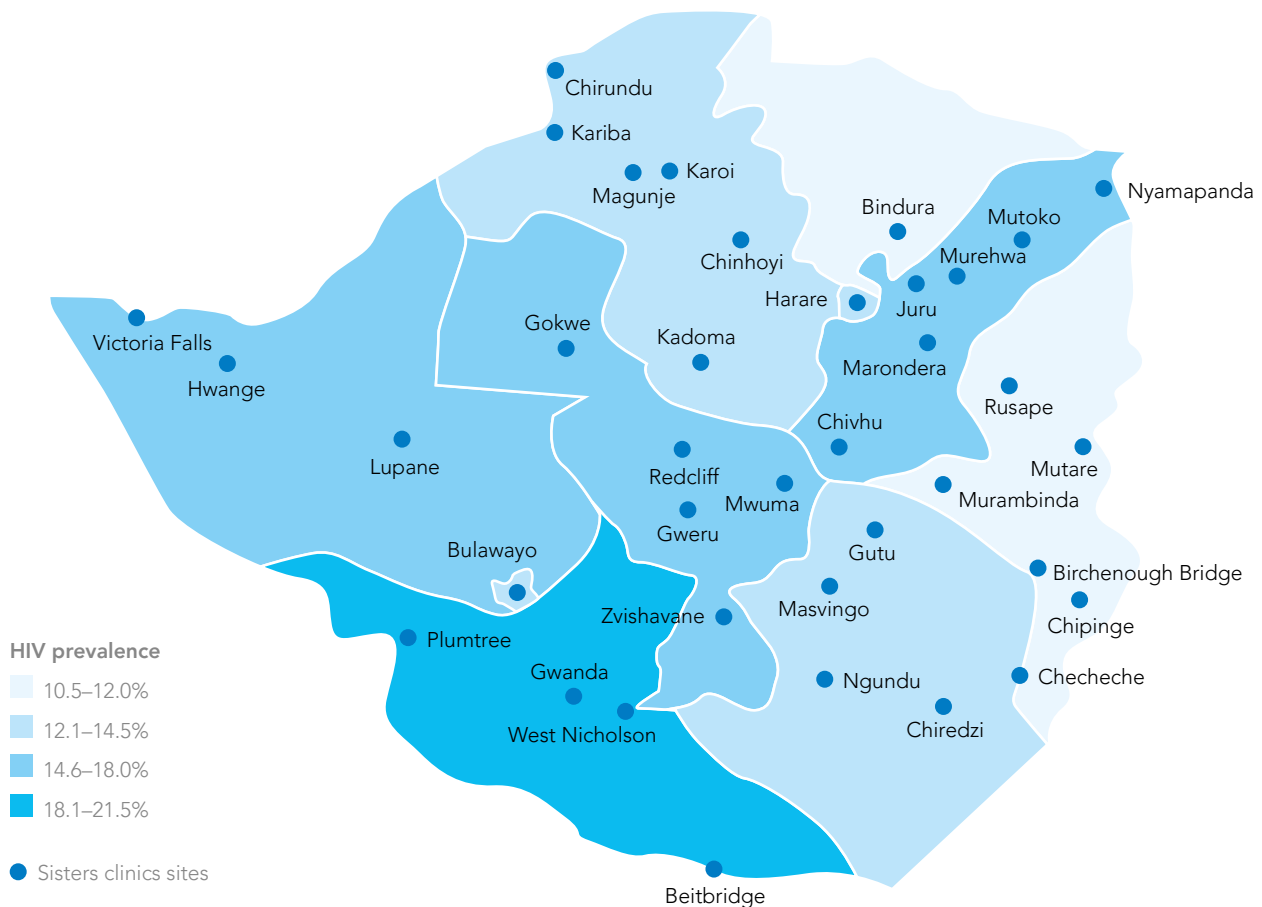 Chirundu
Kariba
Karoi
Magunje
Nyamapanda
Bindura
Mutoko
Chinhoyi
Murehwa
Harare
Juru
Victoria Falls
Gokwe
Kadoma
Marondera
Hwange
Rusape
Chivhu
Lupane
Redcliff
Mutare
Mwuma
Murambinda
Gweru
Gutu
Bulawayo
Birchenough Bridge
Masvingo
Zvishavane
Chipinge
Plumtree
HIV prevalence
10.5–12.0%
12.1–14.5%
14.6–18.0%
18.1–21.5%
Sisters clinics sites
Gwanda
Ngundu
Checheche
West Nicholson
Chiredzi
Beitbridge